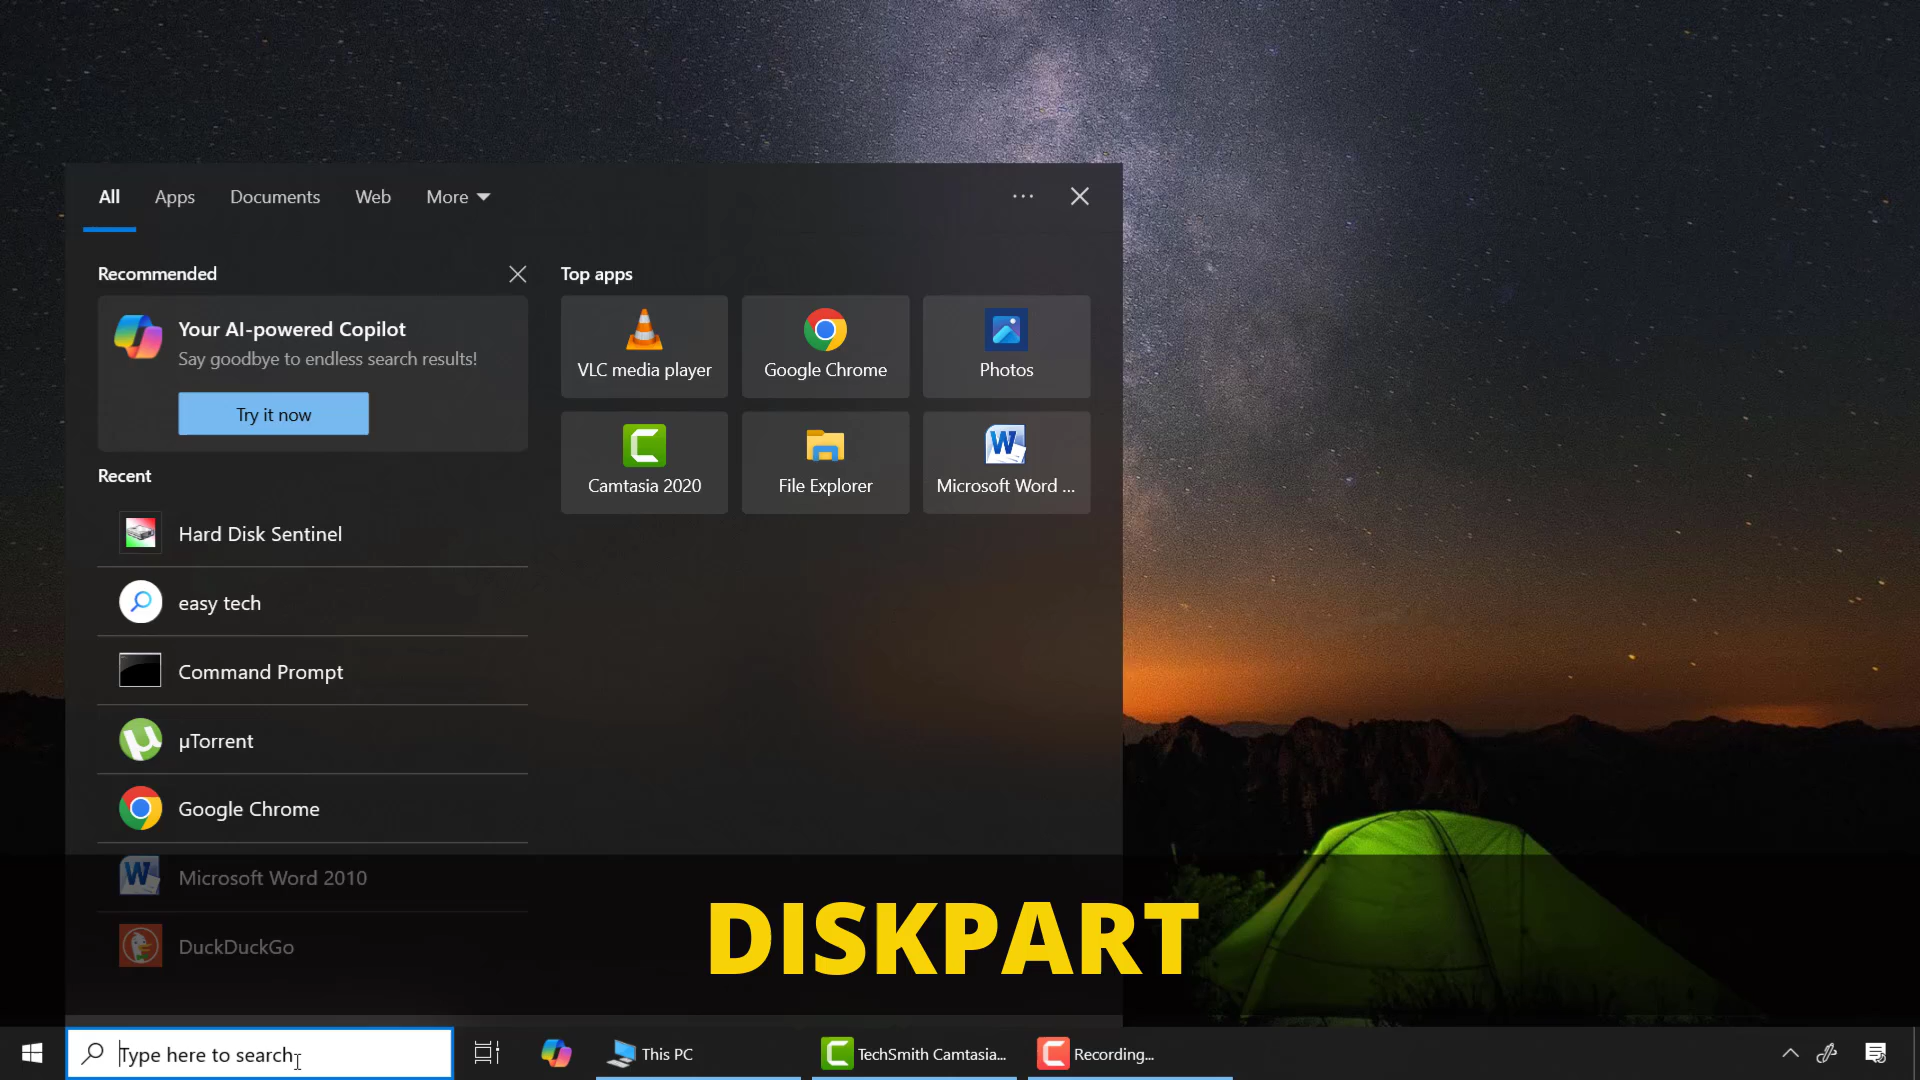 All Apps Documents Web More
Recommended
Your AI-powered Copilot
Say goodbye to endless search results!
Try it now
Recent
Hard Disk Sentinel
easy tech
Command Prompt
µTorrent
Google Chrome
Microsoft Word 2010
DuckDuckGo
Top apps
VLC media player
Google Chrome
Photos
Camtasia 2020
File Explorer
Microsoft Word ...
DISKPART
Type here to search
This PC
TechSmith Camtasia...
Recording...